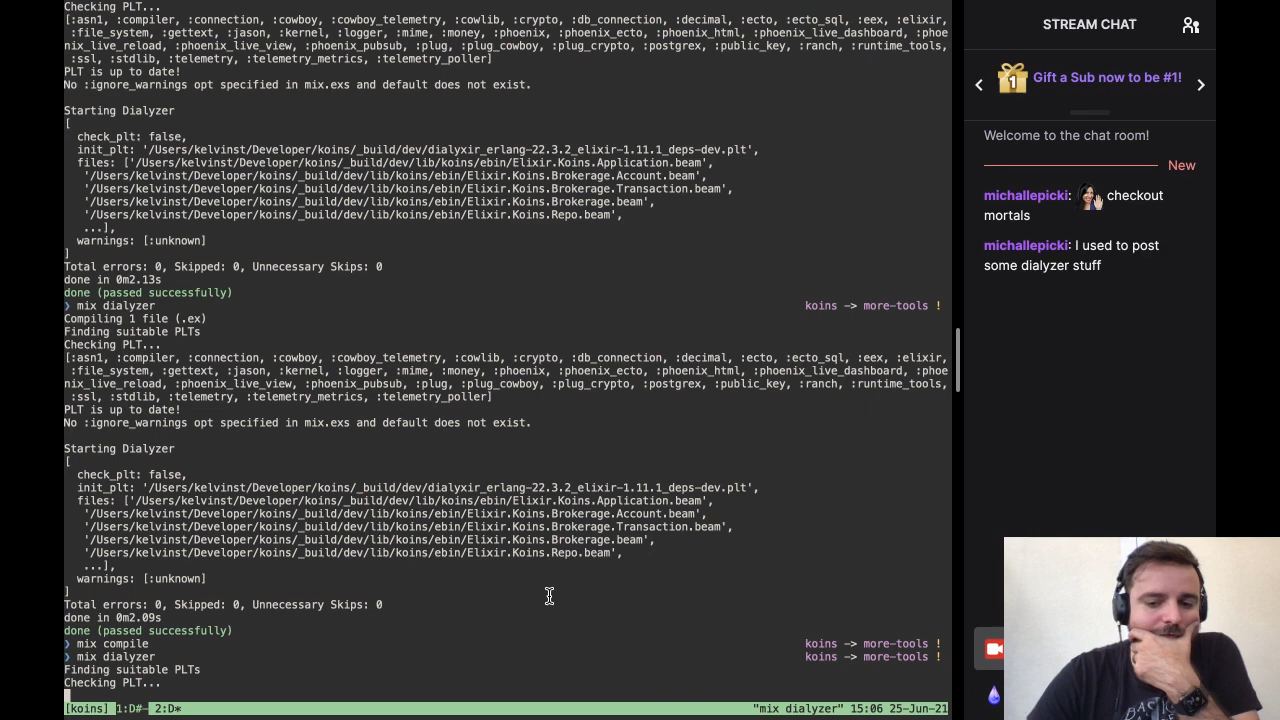 Checking PLT...
[:asn1, :compiler, :connection, :cowboy, :cowboy_telemetry, :cowlib, :crypto, :db_connection, :decimal, :ecto, :ecto_sql, :eex, :elixir,
 :file_system, :gettext, :jason, :kernel, :logger, :mime, :money, :phoenix, :phoenix_ecto, :phoenix_html, :phoenix_live_dashboard, :phoe
nix_live_reload, :phoenix_live_view, :phoenix_pubsub, :plug, :plug_cowboy, :plug_crypto, :postgrex, :public_key, :ranch, :runtime_tools,
 :ssl, :stdlib, :telemetry, :telemetry_metrics, :telemetry_poller]
PLT is up to date!
No :ignore_warnings opt specified in mix.exs and default does not exist.
Starting Dialyzer
[
  check_plt: false,
  init_plt: '/Users/kelvinst/Developer/koins/_build/dev/dialyxir_erlang-22.3.2_elixir-1.11.1_deps-dev.plt',
  files: ['/Users/kelvinst/Developer/koins/_build/dev/lib/koins/ebin/Elixir.Koins.Application.beam',
   '/Users/kelvinst/Developer/koins/_build/dev/lib/koins/ebin/Elixir.Koins.Brokerage.Account.beam',
   '/Users/kelvinst/Developer/koins/_build/dev/lib/koins/ebin/Elixir.Koins.Brokerage.Transaction.beam',
   '/Users/kelvinst/Developer/koins/_build/dev/lib/koins/ebin/Elixir.Koins.Brokerage.beam',
   '/Users/kelvinst/Developer/koins/_build/dev/lib/koins/ebin/Elixir.Koins.Repo.beam',
   ...],
  warnings: [:unknown]
]
Total errors: 0, Skipped: 0, Unnecessary Skips: 0
done in 0m2.13s
done (passed successfully)
❯ mix dialyzer koins -> more-tools !
Compiling 1 file (.ex)
Finding suitable PLTs
Checking PLT...
[:asn1, :compiler, :connection, :cowboy, :cowboy_telemetry, :cowlib, :crypto, :db_connection, :decimal, :ecto, :ecto_sql, :eex, :elixir,
 :file_system, :gettext, :jason, :kernel, :logger, :mime, :money, :phoenix, :phoenix_ecto, :phoenix_html, :phoenix_live_dashboard, :phoe
nix_live_reload, :phoenix_live_view, :phoenix_pubsub, :plug, :plug_cowboy, :plug_crypto, :postgrex, :public_key, :ranch, :runtime_tools,
 :ssl, :stdlib, :telemetry, :telemetry_metrics, :telemetry_poller]
PLT is up to date!
No :ignore_warnings opt specified in mix.exs and default does not exist.
Starting Dialyzer
[
  check_plt: false,
  init_plt: '/Users/kelvinst/Developer/koins/_build/dev/dialyxir_erlang-22.3.2_elixir-1.11.1_deps-dev.plt',
  files: ['/Users/kelvinst/Developer/koins/_build/dev/lib/koins/ebin/Elixir.Koins.Application.beam',
   '/Users/kelvinst/Developer/koins/_build/dev/lib/koins/ebin/Elixir.Koins.Brokerage.Account.beam',
   '/Users/kelvinst/Developer/koins/_build/dev/lib/koins/ebin/Elixir.Koins.Brokerage.Transaction.beam',
   '/Users/kelvinst/Developer/koins/_build/dev/lib/koins/ebin/Elixir.Koins.Brokerage.beam',
   '/Users/kelvinst/Developer/koins/_build/dev/lib/koins/ebin/Elixir.Koins.Repo.beam',
   ...],
  warnings: [:unknown]
]
Total errors: 0, Skipped: 0, Unnecessary Skips: 0
done in 0m2.09s
done (passed successfully)
❯ mix compile koins -> more-tools !
❯ mix dialyzer koins -> more-tools !
Finding suitable PLTs
Checking PLT...
[koins] 1:D#- 2:D* "mix dialyzer" 15:06 25-Jun-21
STREAM CHAT
1 Gift a Sub now to be #1!
Welcome to the chat room!
New
michallepicki: checkout
mortals
michallepicki: I used to post
some dialyzer stuff